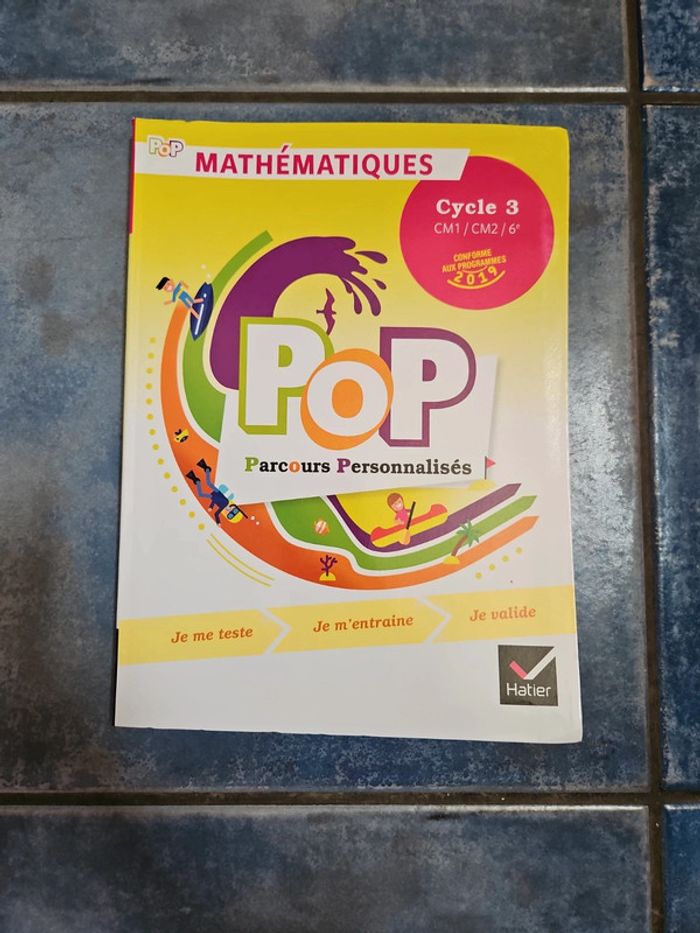 PoP MATHÉMATIQUES
Cycle 3
CM1 / CM2 / 6e
CONFORME
AUX PROGRAMMES
2019
PoP
Parcours Personnalisés
Je me teste
Je m'entraine
Je valide
Hatier